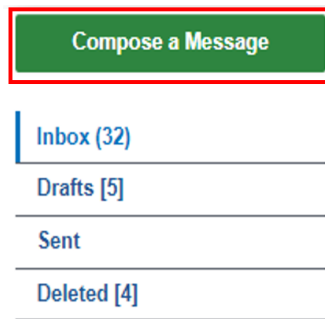 Compose a Message
Inbox (32)
Drafts [5]
Sent
Deleted [4]